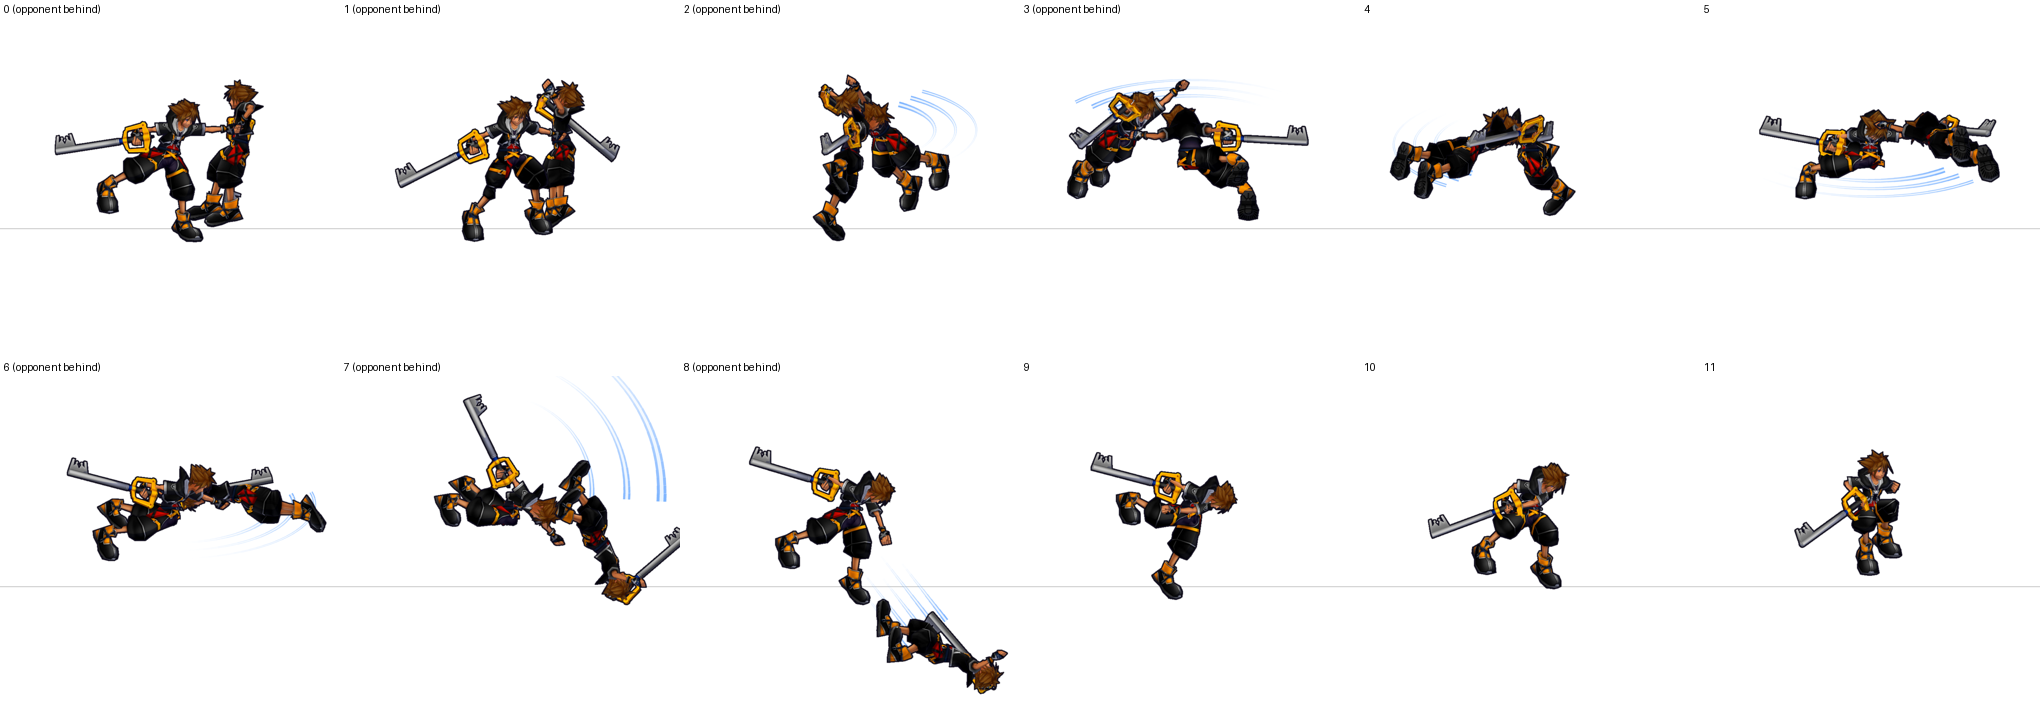 0 (opponent behind)
1 (opponent behind)
2 (opponent behind)
3 (opponent behind)
4
5
6 (opponent behind)
7 (opponent behind)
8 (opponent behind)
9
10
11